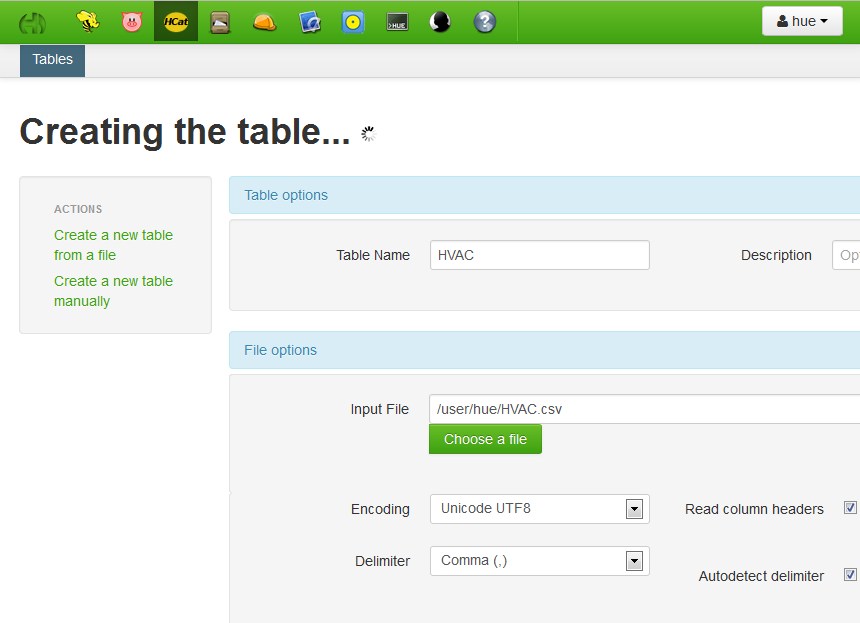 HCat
>HUE
?
hue
Tables
Creating the table...
ACTIONS
Create a new table
from a file
Create a new table
manually
Table options
Table Name HVAC Description Op
File options
Input File /user/hue/HVAC.csv
Choose a file
Encoding Unicode UTF8 Read column headers
Delimiter Comma (,)
Autodetect delimiter